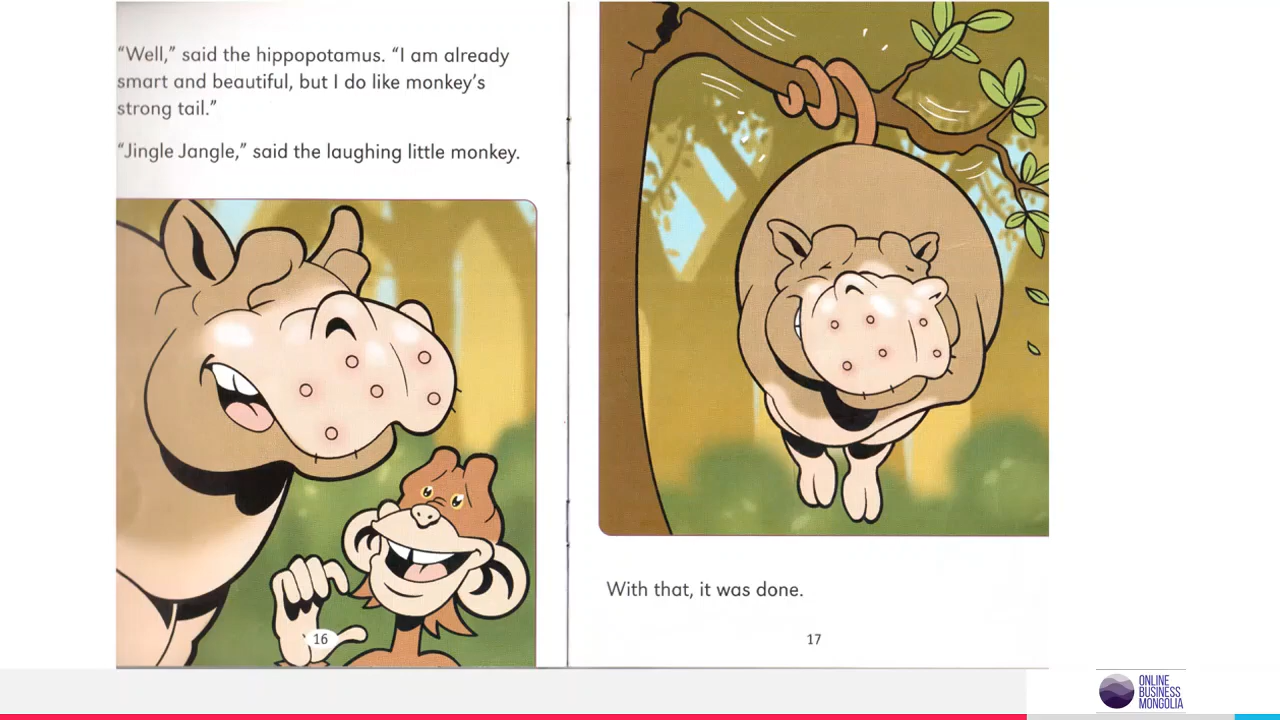 “Well,” said the hippopotamus. “I am already
smart and beautiful, but I do like monkey’s
strong tail.”
“Jingle Jangle,” said the laughing little monkey.
16
With that, it was done.
17
ONLINE
BUSINESS
MONGOLIA